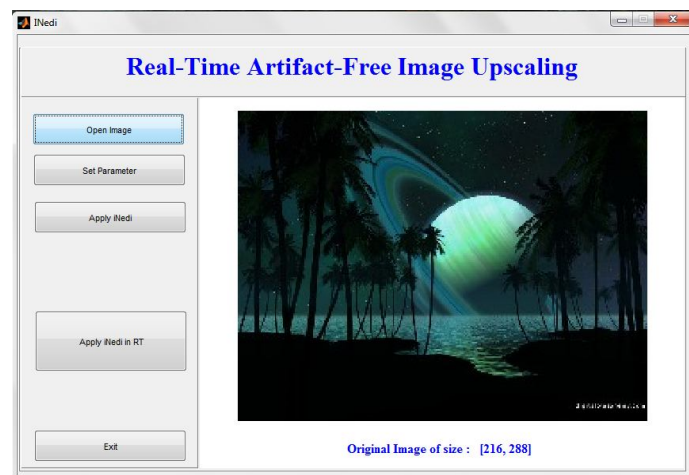 INedi
Real-Time Artifact-Free Image Upscaling
Open Image
Set Parameter
Apply iNedi
Apply iNedi in RT
Exit
Original Image of size : [216, 288]